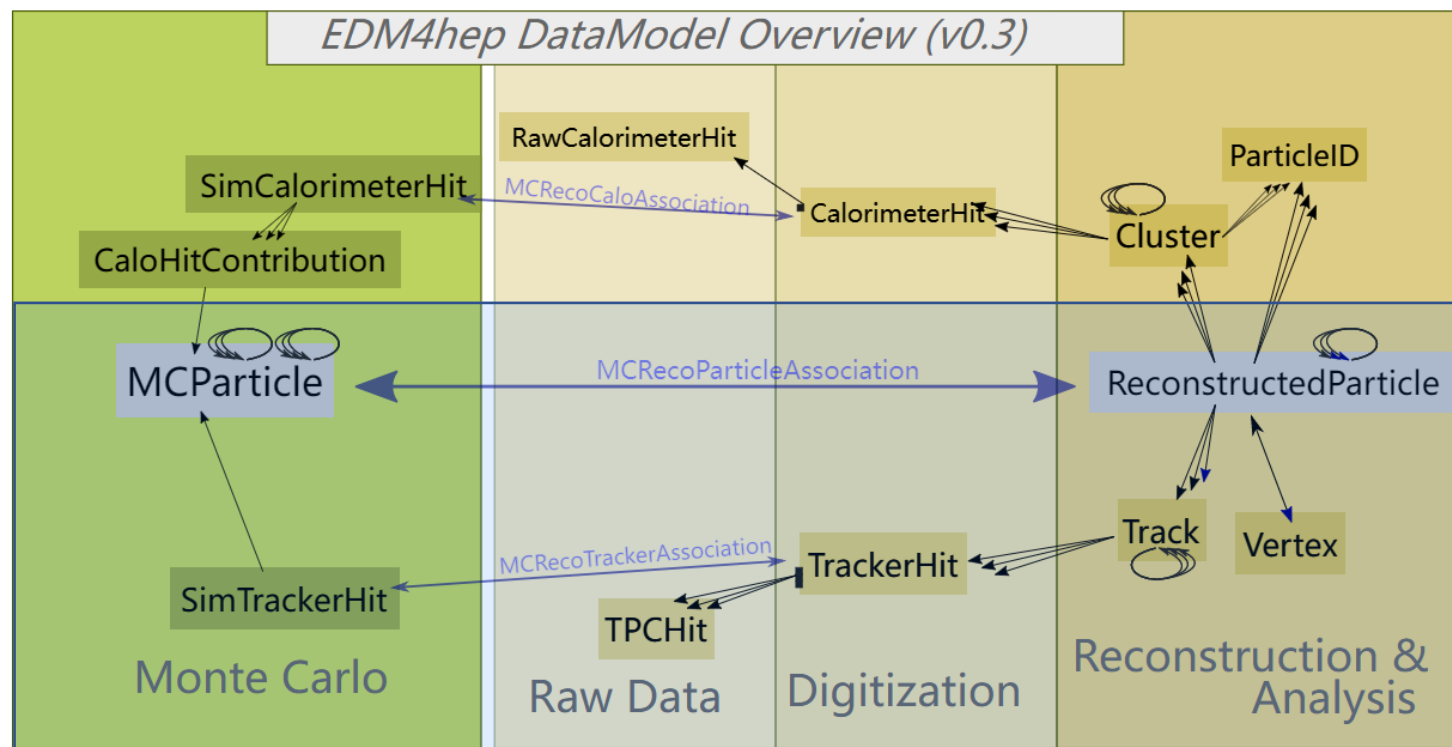 EDM4hep DataModel Overview (v0.3)
RawCalorimeterHit
ParticleID
SimCalorimeterHit
MCRecoCaloAssociation
CalorimeterHit
Cluster
CaloHitContribution
MCParticle
MCRecoParticleAssociation
ReconstructedParticle
MCRecoTrackerAssociation
TrackerHit
Track
Vertex
SimTrackerHit
TPCHit
Monte Carlo
Raw Data
Digitization
Reconstruction &
Analysis